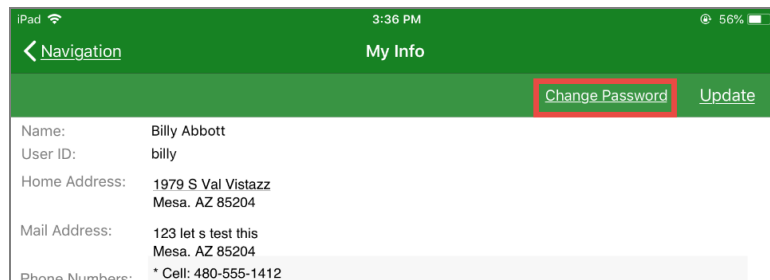 iPad 3:36 PM 56%
Navigation My Info
Change Password Update
Name: Billy Abbott
User ID: billy
Home Address: 1979 S Val Vistazz
Mesa. AZ 85204
Mail Address: 123 let s test this
Mesa. AZ 85204
Phone Numbers: * Cell: 480-555-1412